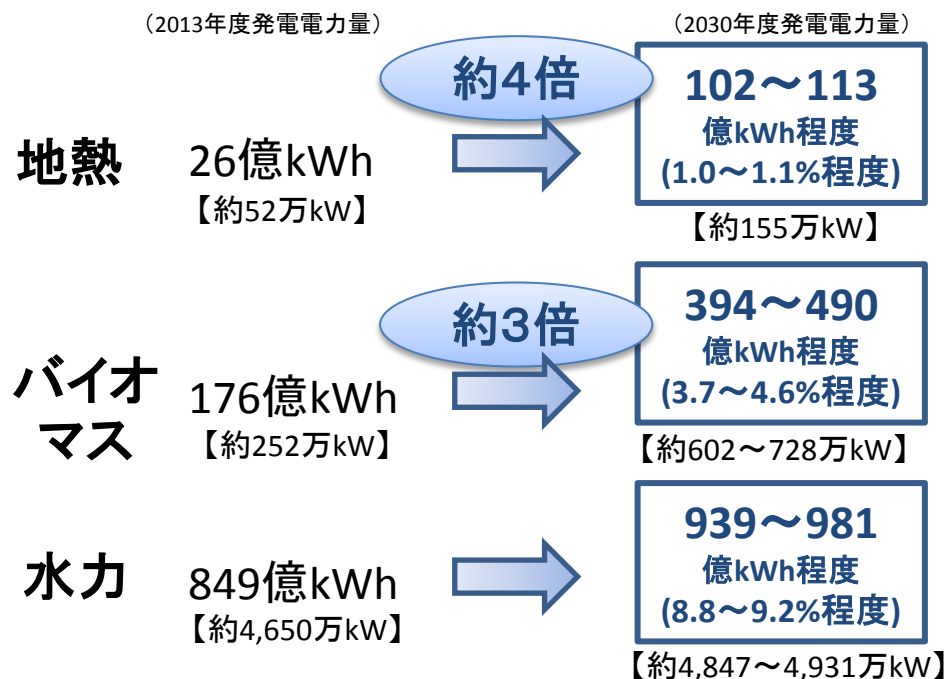 （2013年度発電電力量）
（2030年度発電電力量）
地熱
26億kWh
【約52万kW】
約4倍
102～113
億kWh程度
(1.0～1.1%程度)
【約155万kW】
バイオ
マス
176億kWh
【約252万kW】
約3倍
394～490
億kWh程度
(3.7～4.6%程度)
【約602～728万kW】
水力
849億kWh
【約4,650万kW】
939～981
億kWh程度
(8.8～9.2%程度)
【約4,847～4,931万kW】